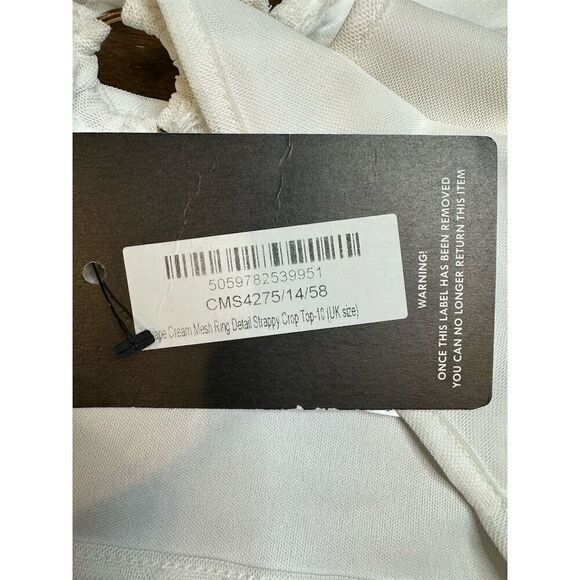 5059782539951
CMS4275/14/58
ape Cream Mesh Ring Detail Strappy Crop Top-10 (UK size)
WARNING!
ONCE THIS LABEL HAS BEEN REMOVED
YOU CAN NO LONGER RETURN THIS ITEM